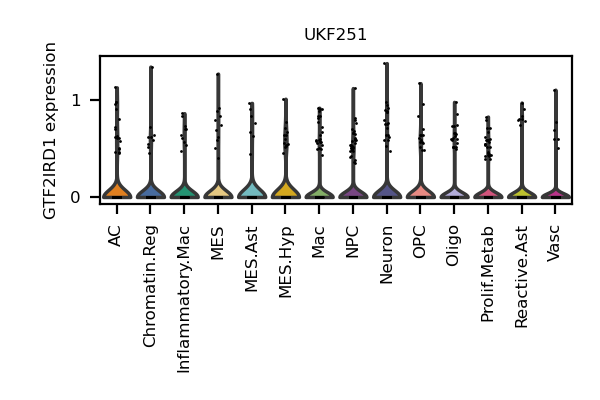 UKF251
GTF2IRD1 expression
1
0
AC
Chromatin.Reg
Inflammatory.Mac
MES
MES.Ast
MES.Hyp
Mac
NPC
Neuron
OPC
Oligo
Prolif.Metab
Reactive.Ast
Vasc